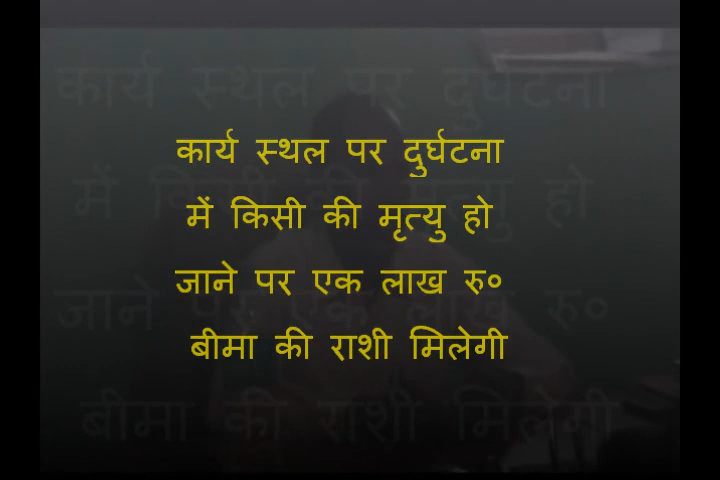 कार्य स्थल पर दुर्घटना
में किसी की मृत्यु हो
जाने पर एक लाख रु०
बीमा की राशी मिलेगी